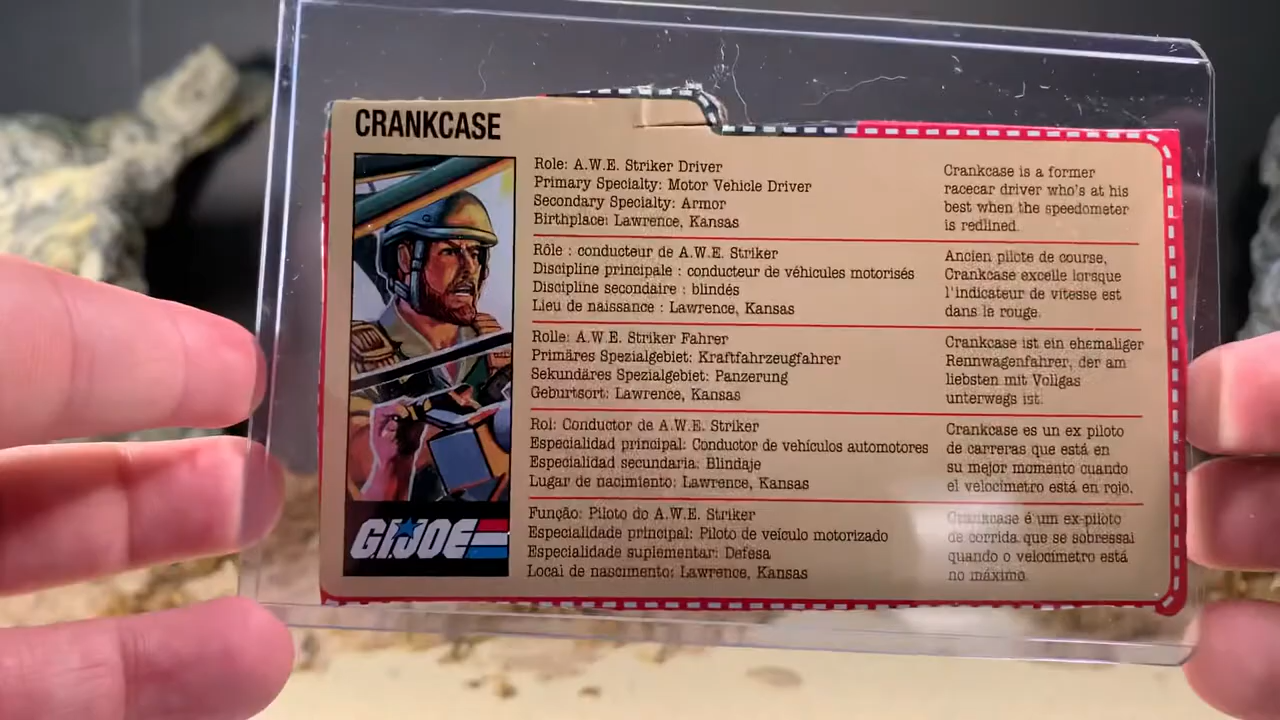 CRANKCASE
Role: A.W.E. Striker Driver
Primary Specialty: Motor Vehicle Driver
Secondary Specialty: Armor
Birthplace: Lawrence, Kansas
Crankcase is a former
racecar driver who's at his
best when the speedometer
is redlined.
Rôle : conducteur de A.W.E. Striker
Discipline principale : conducteur de véhicules motorisés
Discipline secondaire : blindés
Lieu de naissance : Lawrence, Kansas
Ancien pilote de course,
Crankcase excelle lorsque
l'indicateur de vitesse est
dans le rouge.
Rolle: A.W.E. Striker Fahrer
Primäres Spezialgebiet: Kraftfahrzeugfahrer
Sekundäres Spezialgebiet: Panzerung
Geburtsort: Lawrence, Kansas
Crankcase ist ein ehemaliger
Rennwagenfahrer, der am
liebsten mit Vollgas
unterwegs ist.
Rol: Conductor de A.W.E. Striker
Especialidad principal: Conductor de vehículos automotores
Especialidad secundaria: Blindaje
Lugar de nacimiento: Lawrence, Kansas
Crankcase es un ex piloto
de carreras que está en
su mejor momento cuando
el velocímetro está en rojo.
Função: Piloto do A.W.E. Striker
Especialidade principal: Piloto de veículo motorizado
Especialidade suplementar: Defesa
Local de nascimento: Lawrence, Kansas
Crankcase é um ex-piloto
de corrida que se sobressai
quando o velocímetro está
no máximo.
GI JOE